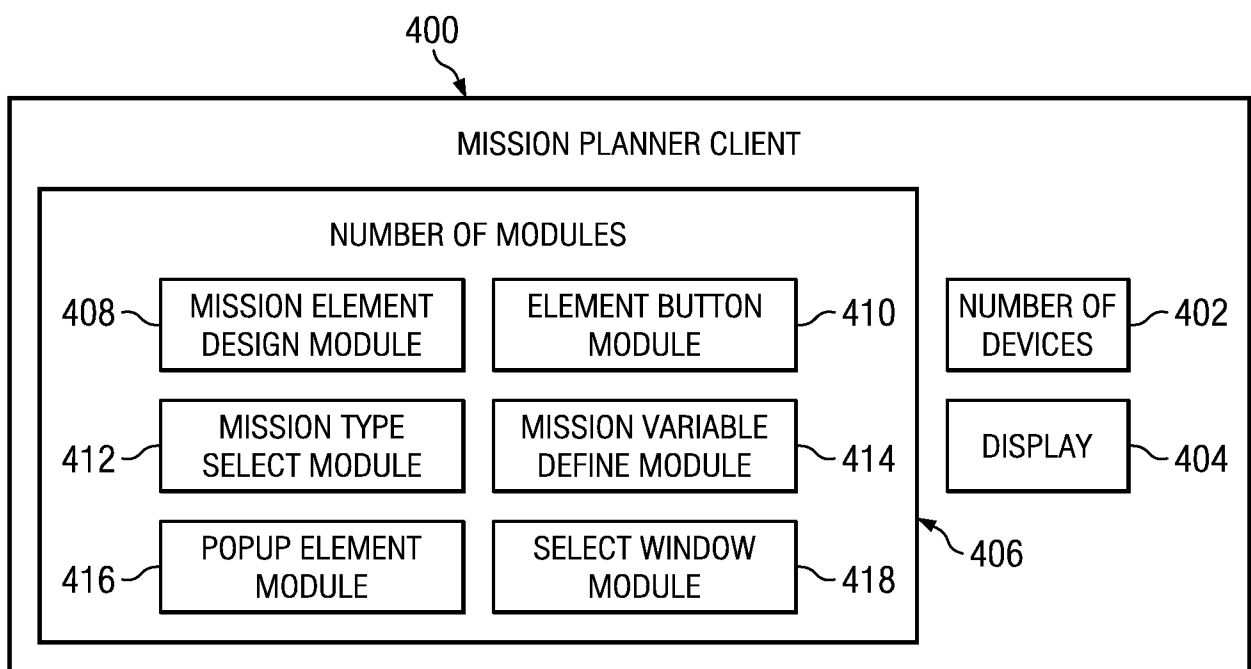 400
MISSION PLANNER CLIENT
NUMBER OF MODULES
408
MISSION ELEMENT
DESIGN MODULE
ELEMENT BUTTON
MODULE
410
NUMBER OF
DEVICES
402
412
MISSION TYPE
SELECT MODULE
MISSION VARIABLE
DEFINE MODULE
414
DISPLAY
404
416
POPUP ELEMENT
MODULE
SELECT WINDOW
MODULE
418
406